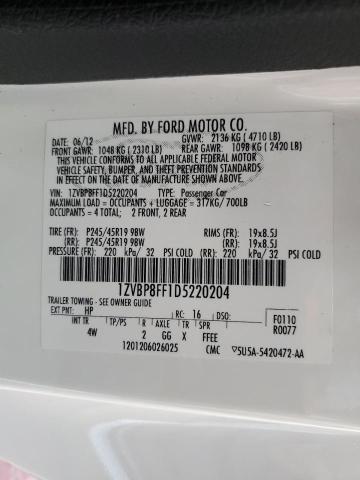 MFD. BY FORD MOTOR CO.
DATE: 06/12 GVWR: 2136 KG ( 4710 LB)
FRONT GAWR: 1048 KG ( 2310 LB) REAR GAWR: 1098 KG ( 2420 LB)
THIS VEHICLE CONFORMS TO ALL APPLICABLE FEDERAL MOTOR
VEHICLE SAFETY, BUMPER, AND THEFT PREVENTION STANDARDS
IN EFFECT ON THE DATE OF MANUFACTURE SHOWN ABOVE.
VIN: 1ZVBP8FF1D5220204 TYPE: Passenger Car
MAXIMUM LOAD = OCCUPANTS + LUGGAGE = 317KG/700LB
OCCUPANTS = 4 TOTAL: 2 FRONT, 2 REAR
TIRE (FR) P245/45R19 98W RIMS (FR) 19x8.5J
TIRE (RR) P245/45R19 98W RIMS (RR) 19x8.5J
PRESSURE (FR) 220 kPa/ 32 PSI COLD (RR) 220 kPa/ 32 PSI COLD
1ZVBP8FF1D5220204
TRAILER TOWING - SEE OWNER GUIDE
EXT PNT: HP RC: 16 DSO: F0110
INT TR TP/PS R AXLE TR SPR R0077
4W 2 GG X FFEE
1201206026025 CMC 5U5A-5420472-AA